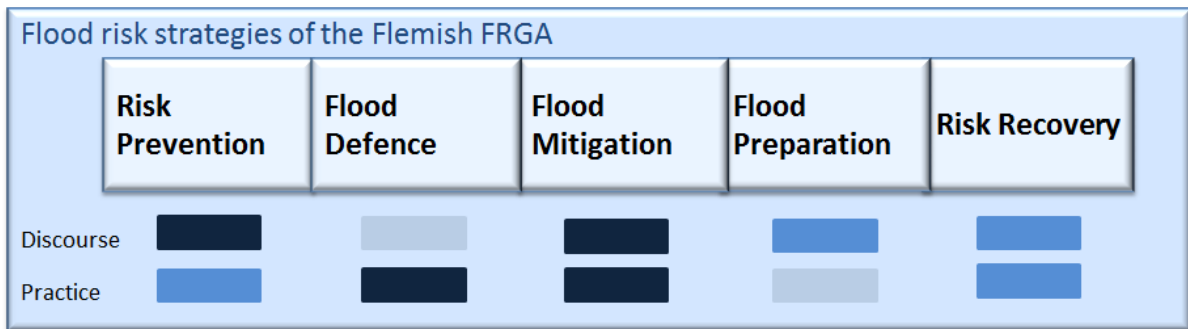 Flood risk strategies of the Flemish FRGA
Risk
Prevention
Flood
Defence
Flood
Mitigation
Flood
Preparation
Risk Recovery
Discourse
Practice